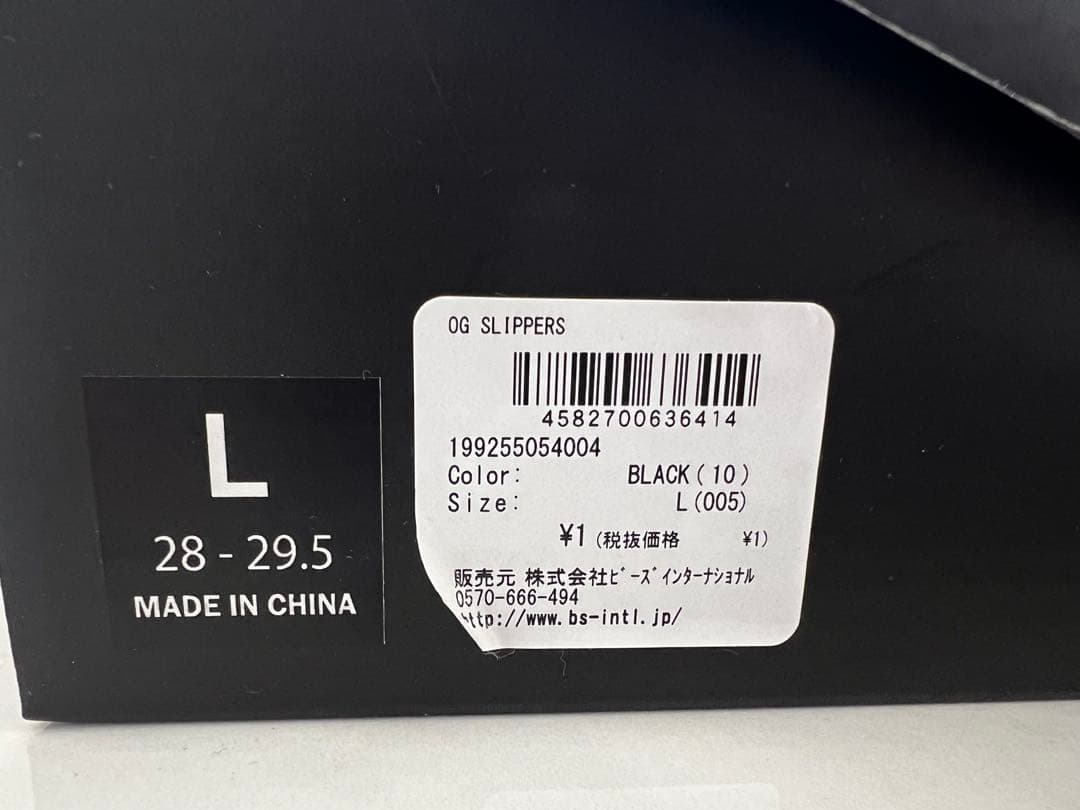 L
28 - 29.5
MADE IN CHINA
OG SLIPPERS
4582700636414
199255054004
Color: BLACK(10)
Size: L(005)
¥1(税抜価格 ¥1)
販売元 株式会社ビーズインターナショナル
0570-666-494
http://www.bs-intl.jp/